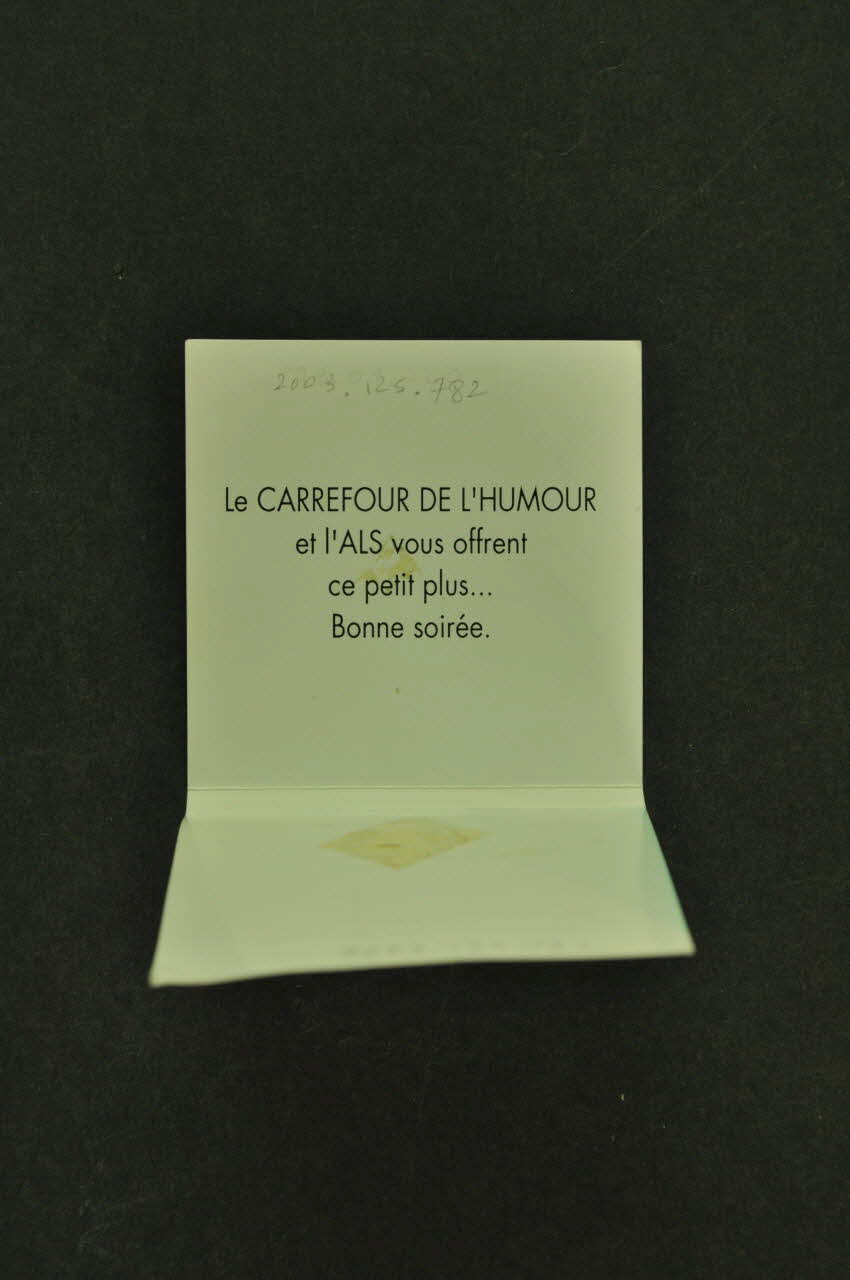 2003.125.782
Le CARREFOUR DE L'HUMOUR
et l'ALS vous offrent
ce petit plus...
Bonne soirée.